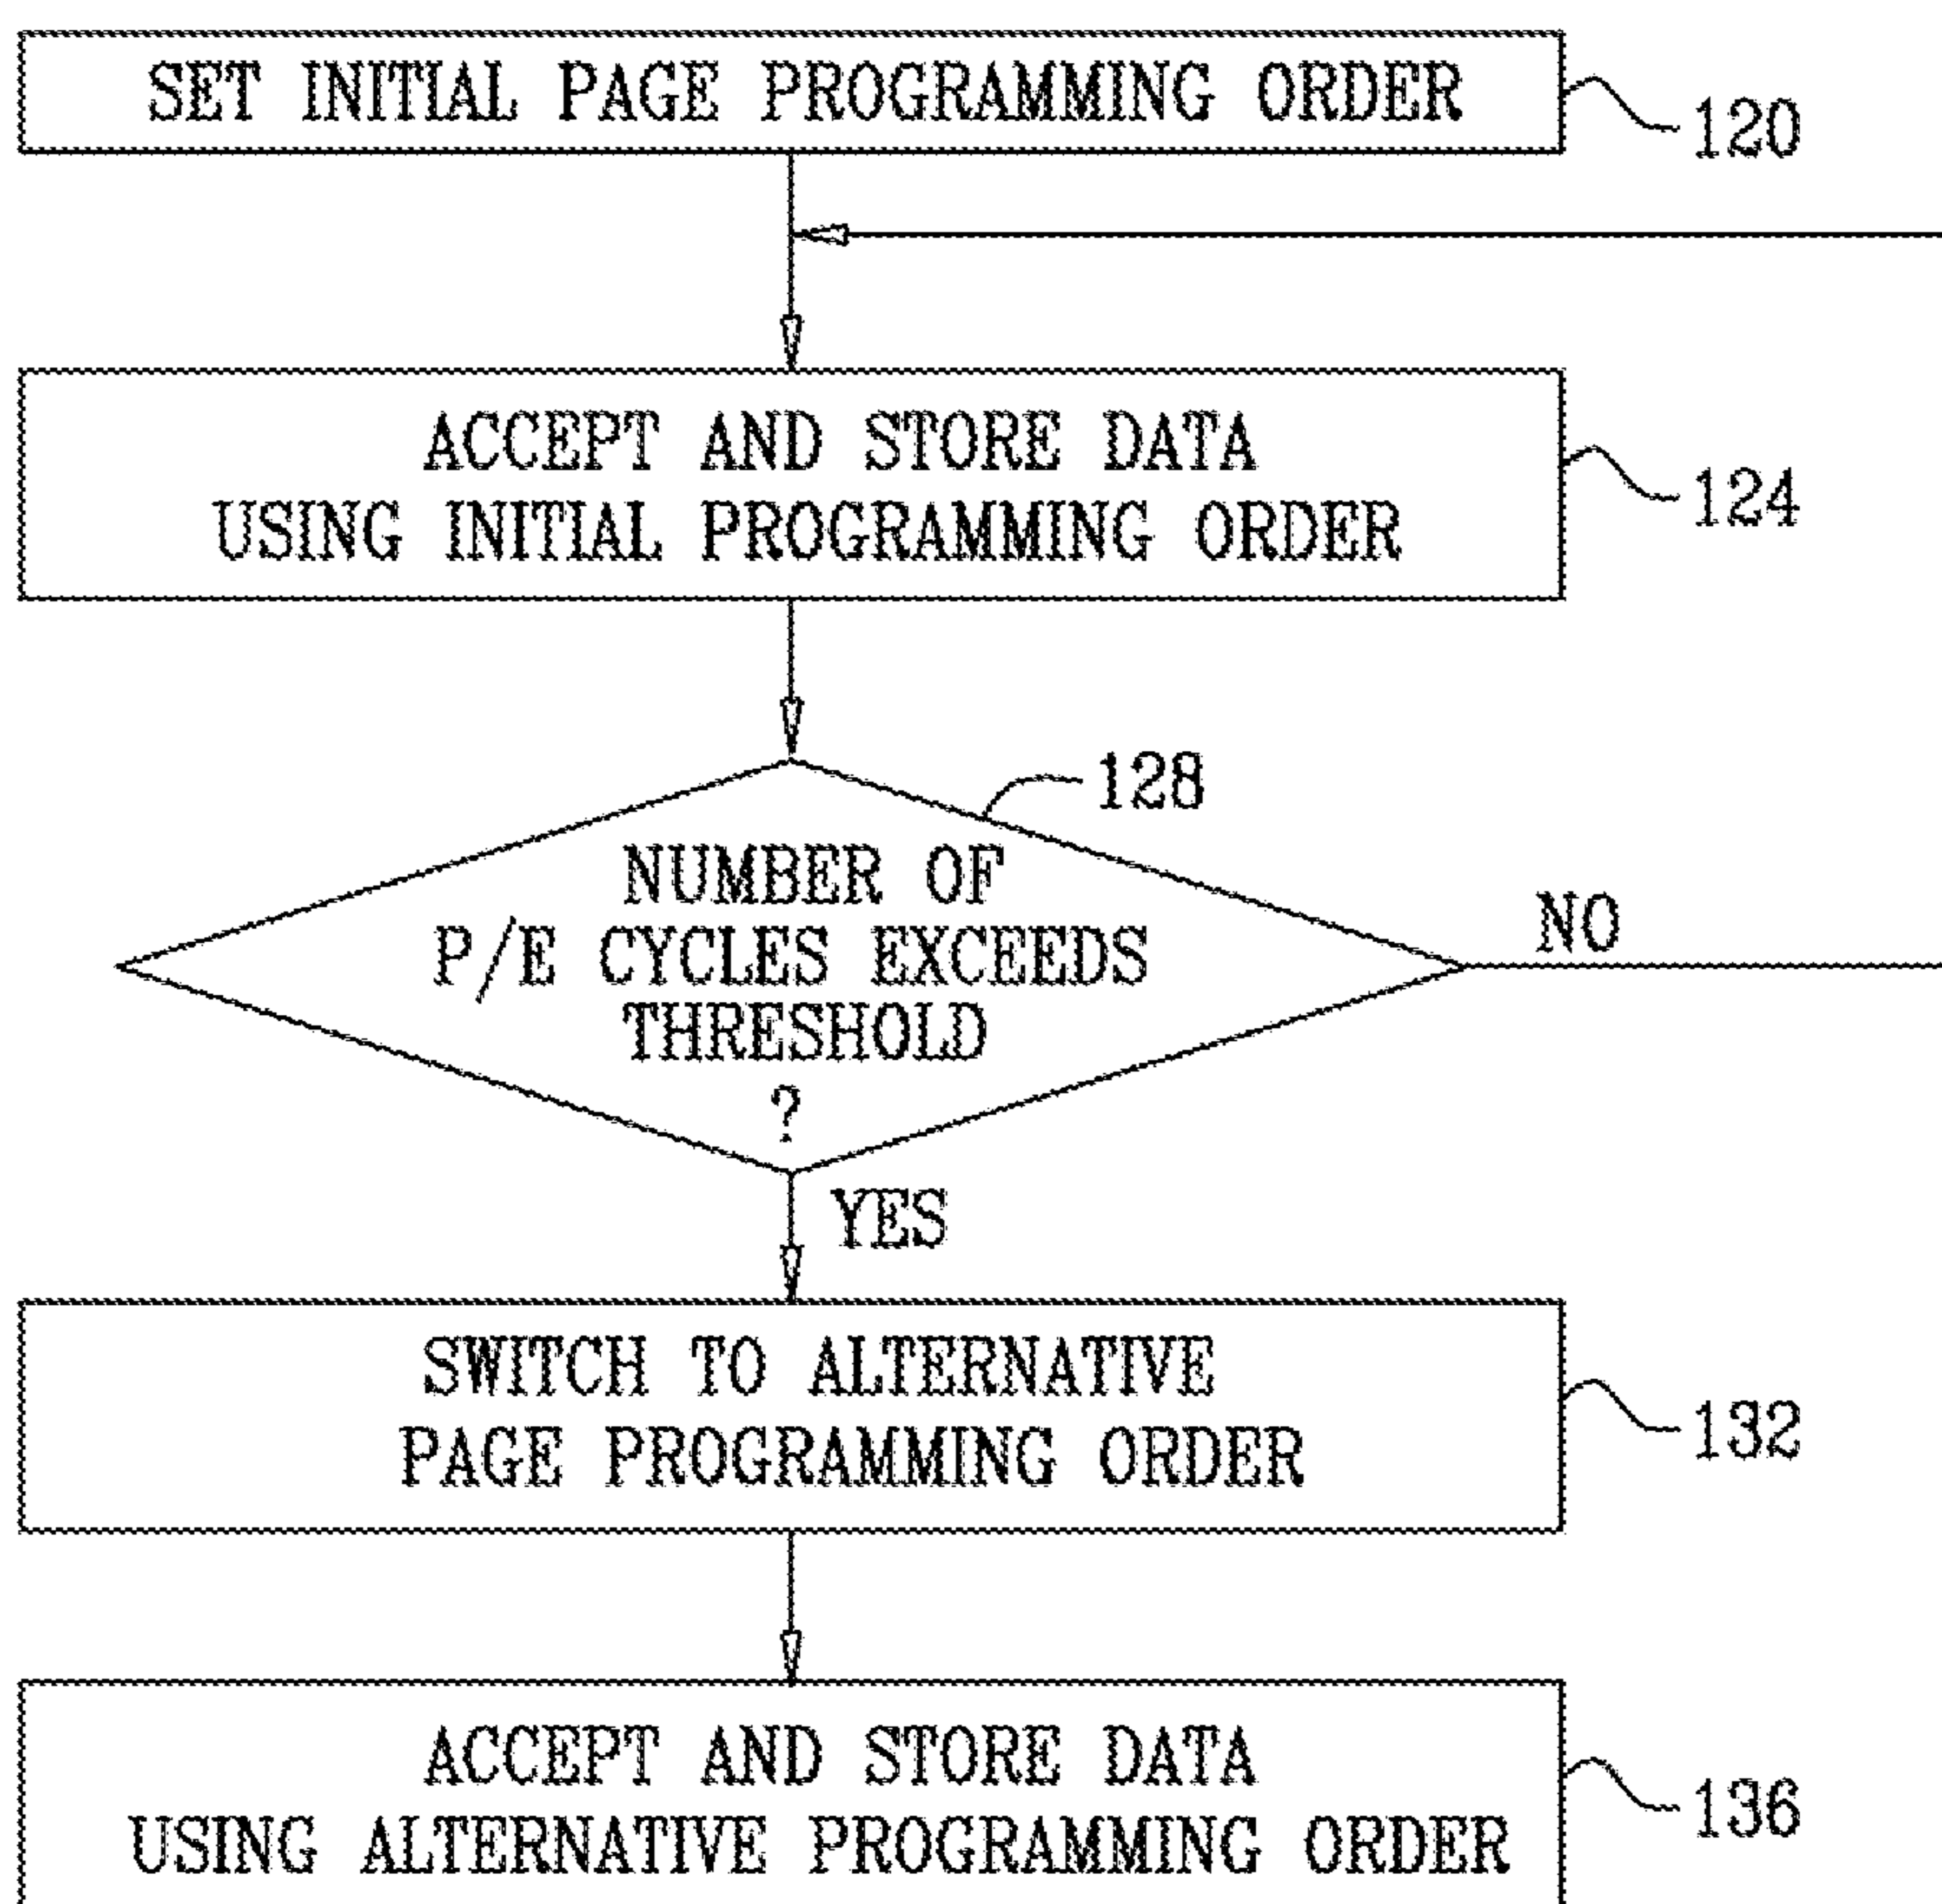 SET INITIAL PAGE PROGRAMMING ORDER
120
ACCEPT AND STORE DATA
USING INITIAL PROGRAMMING ORDER
124
128
NUMBER OF
P/E CYCLES EXCEEDS
THRESHOLD
?
NO
YES
SWITCH TO ALTERNATIVE
PAGE PROGRAMMING ORDER
132
ACCEPT AND STORE DATA
USING ALTERNATIVE PROGRAMMING ORDER
136